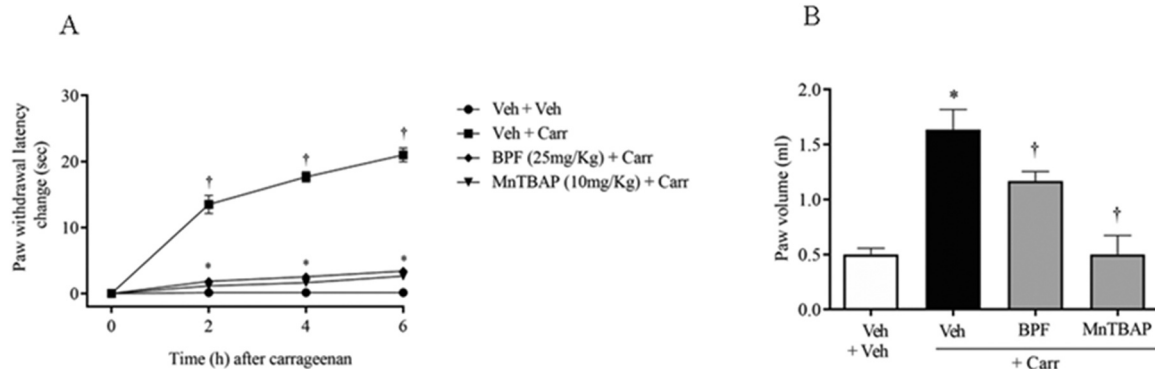 A
Paw withdrawal latency
change (sec)
30
20
10
0
†
†
†
*
*
*
0
2
4
6
Time (h) after carrageenan
Veh + Veh
Veh + Carr
BPF (25mg/Kg) + Carr
MnTBAP (10mg/Kg) + Carr
B
Paw volume (ml)
2.0
1.5
1.0
0.5
0.0
*
†
†
Veh
+ Veh
Veh
BPF
MnTBAP
+ Carr